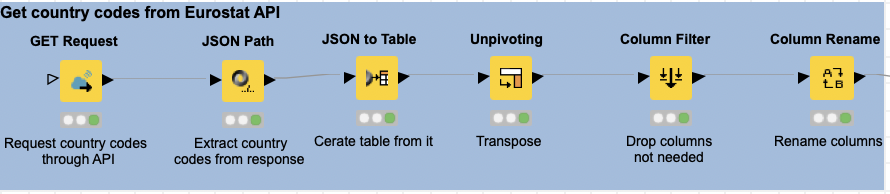 Get country codes from Eurostat API
GET Request
JSON Path
JSON to Table
Unpivoting
Column Filter
Column Rename
A
B
Request country codes
through API
Extract country
codes from response
Cerate table from it
Transpose
Drop columns
not needed
Rename columns